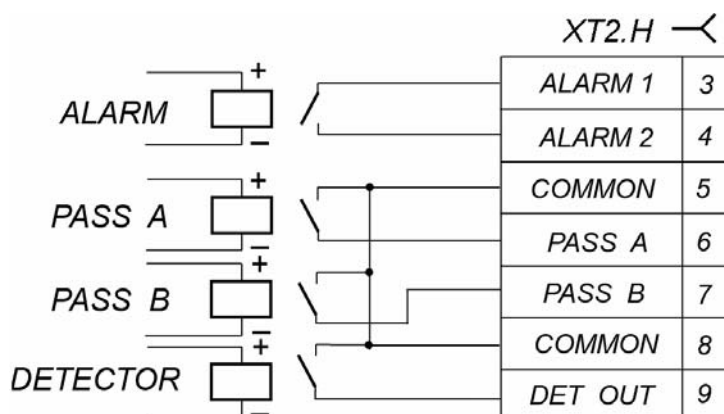 XT2.H
+
ALARM 1 3
ALARM
−
ALARM 2 4
+
COMMON 5
PASS A
PASS A 6
−
+
PASS B 7
PASS B
−
+
COMMON 8
DETECTOR
DET OUT 9
−